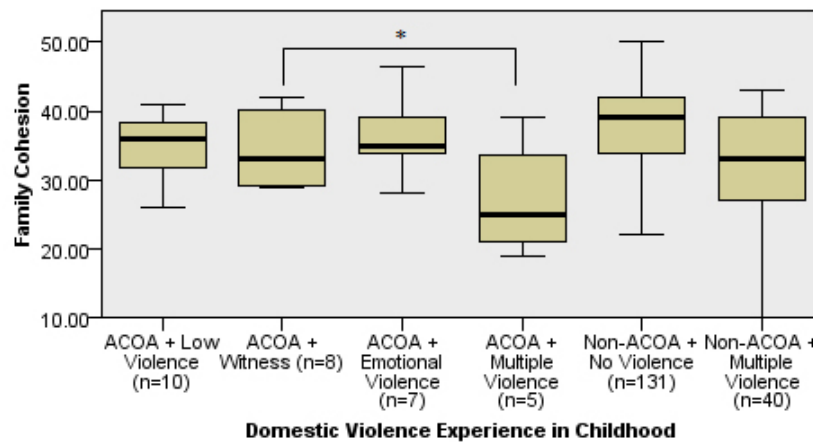 50.00
40.00
30.00
20.00
10.00
Family Cohesion
*
ACOA + Low
Violence
(n=10)
ACOA +
Witness (n=8)
ACOA +
Emotional
Violence
(n=7)
ACOA +
Multiple
Violence
(n=5)
Non-ACOA +
No Violence
(n=131)
Non-ACOA +
Multiple
Violence
(n=40)
Domestic Violence Experience in Childhood